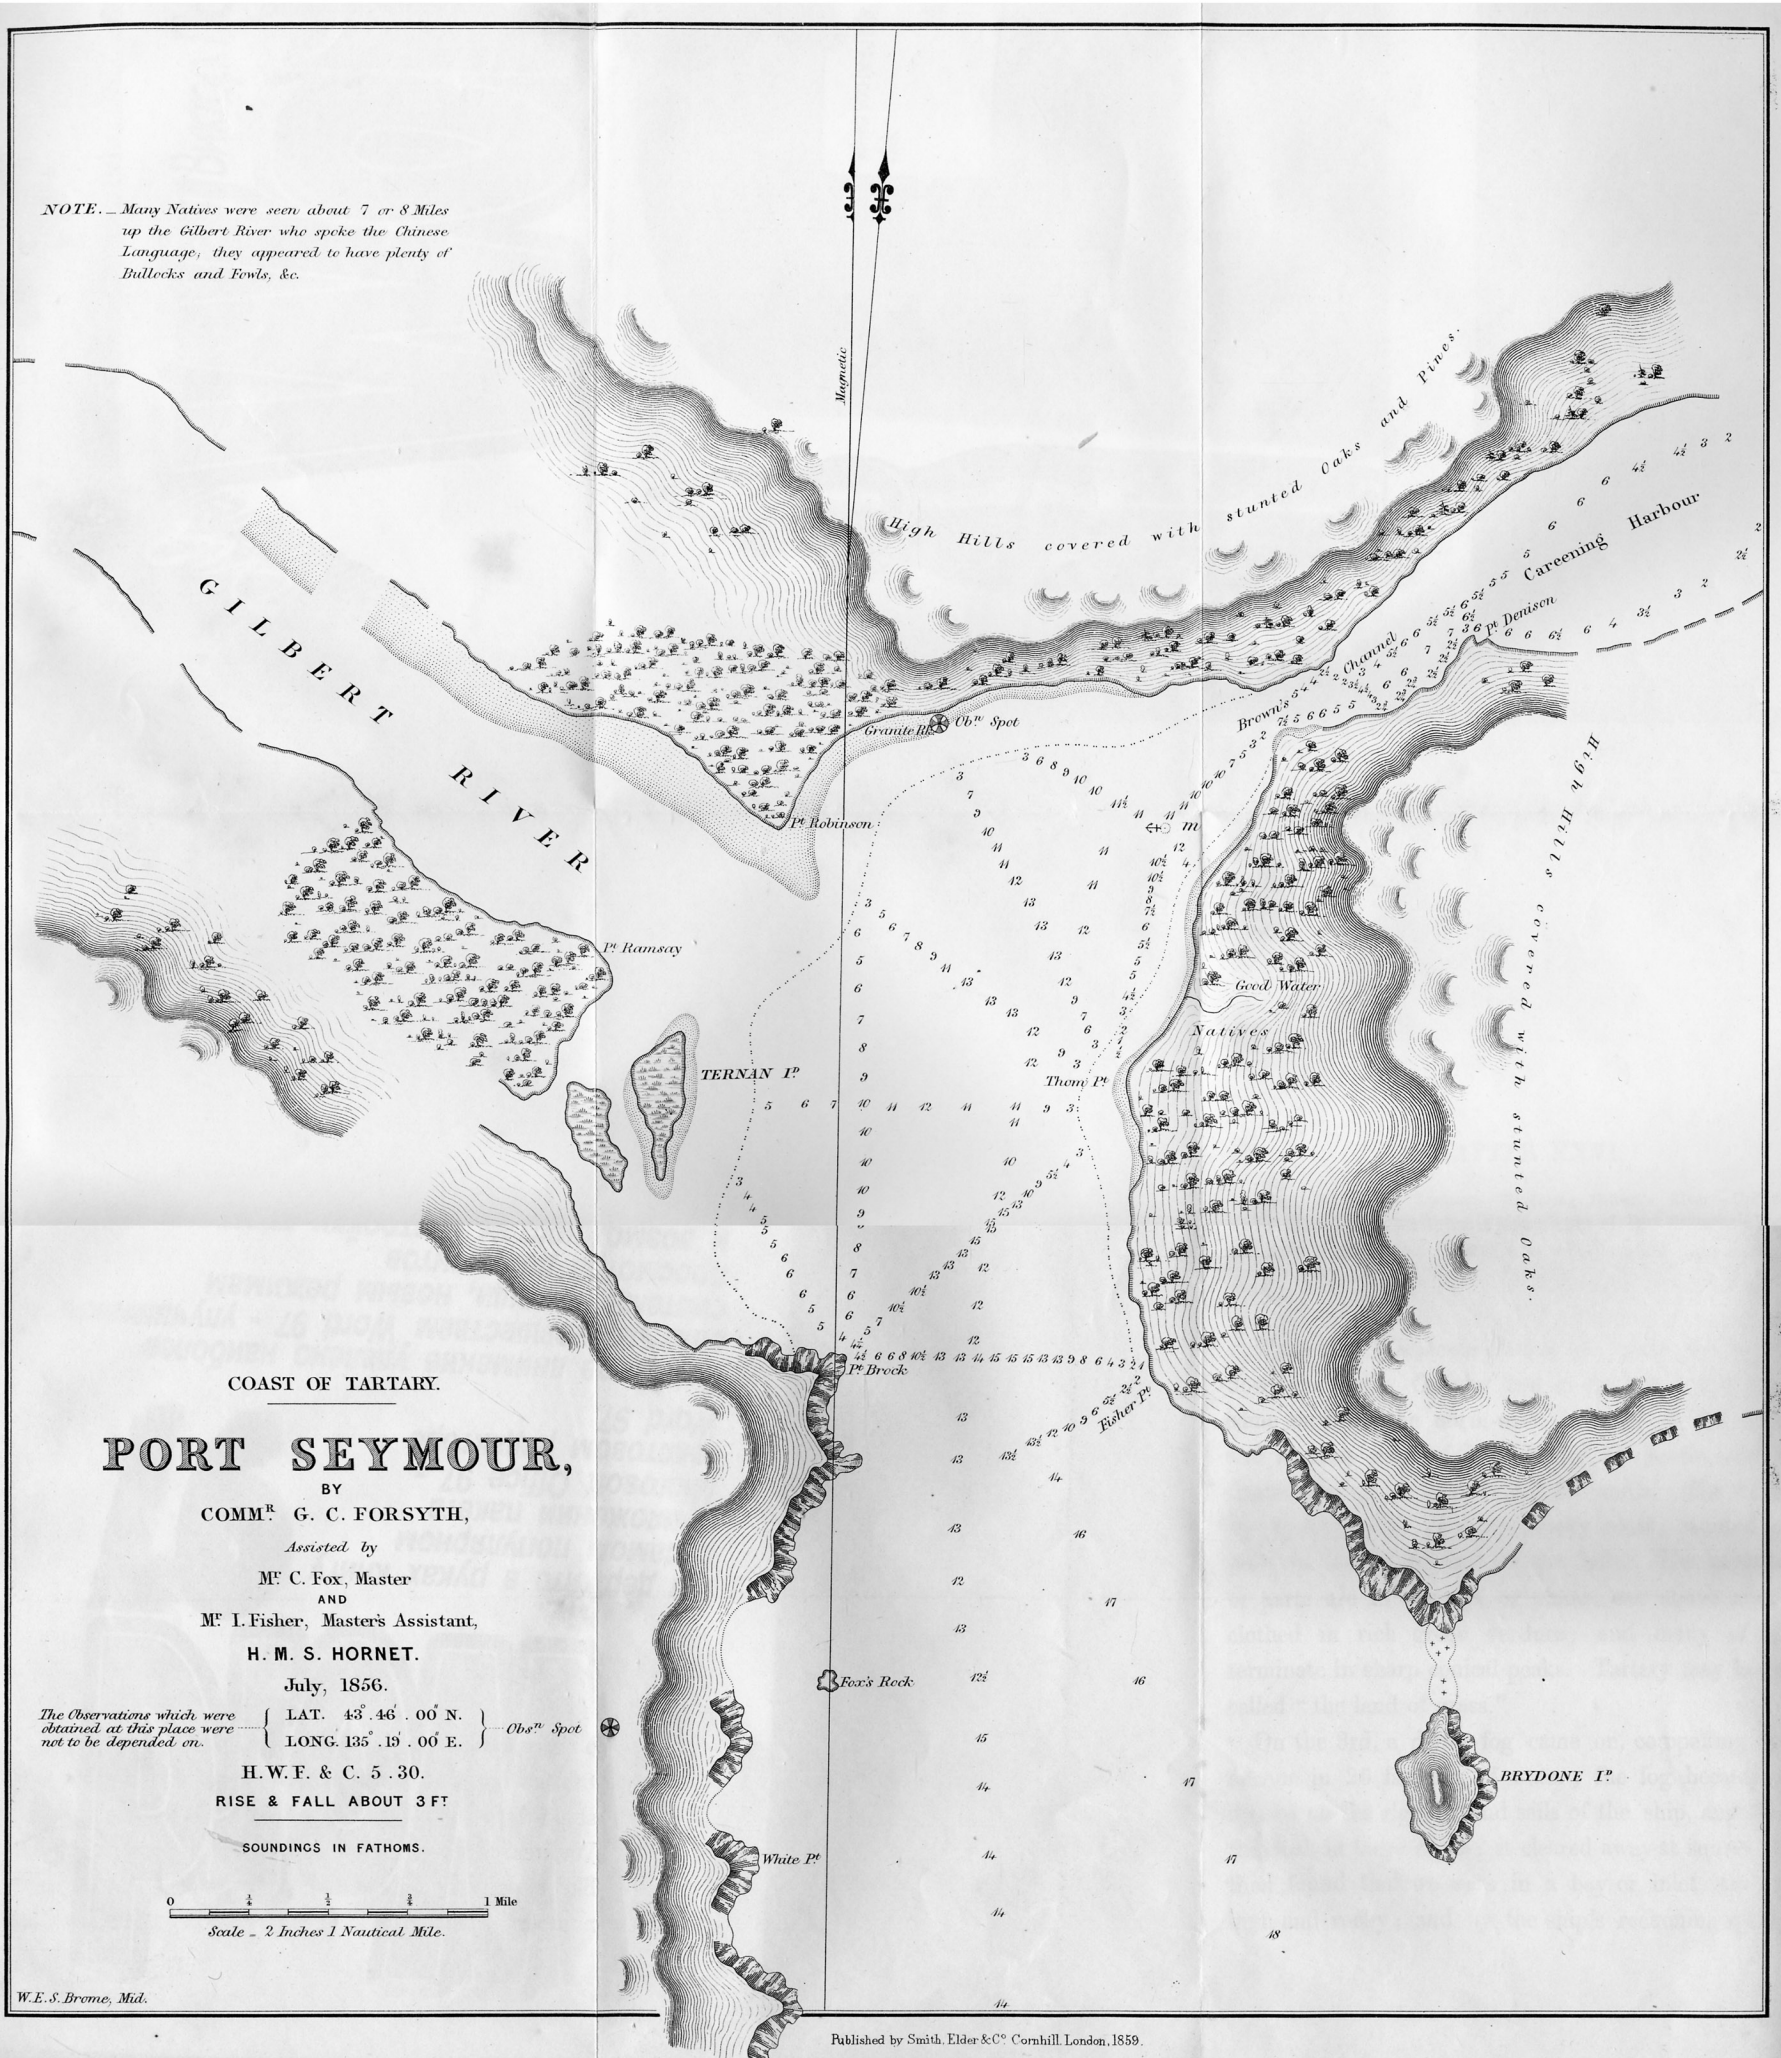 NOTE. _ Many Natives were seen about 7 or 8 Miles
up the Gilbert River who spoke the Chinese
Language; they appeared to have plenty of
Bullocks and Fowls, &c.
Magnetic
High Hills covered with stunted Oaks and Pines.
Careening Harbour
Pt. Denison
Brown's Channel
GILBERT RIVER
Granite Rk.
Obn. Spot
Pt. Robinson
m
High Hills covered with stunted Oaks.
Pt. Ramsay
Good Water
Natives
TERNAN ID.
Thom Pt.
Pt. Brock
Fisher Pt.
Fox's Rock
BRYDONE ID.
White Pt.
COAST OF TARTARY.
PORT SEYMOUR,
BY
COMMR. G. C. FORSYTH,
Assisted by
Mr. C. Fox, Master
AND
Mr. I. Fisher, Master's Assistant,
H. M. S. HORNET.
July, 1856.
The Observations which were
obtained at this place were
not to be depended on.
LAT. 43° . 46' . 00" N.
LONG. 135° . 19' . 00" E.
Obsn. Spot
H.W.F. & C. 5 . 30.
RISE & FALL ABOUT 3 FT
SOUNDINGS IN FATHOMS.
0 1/4 1/2 3/4 1 Mile
Scale _ 2 Inches 1 Nautical Mile.
W.E.S. Brome, Mid.
Published by Smith, Elder & Co. Cornhill. London, 1859.